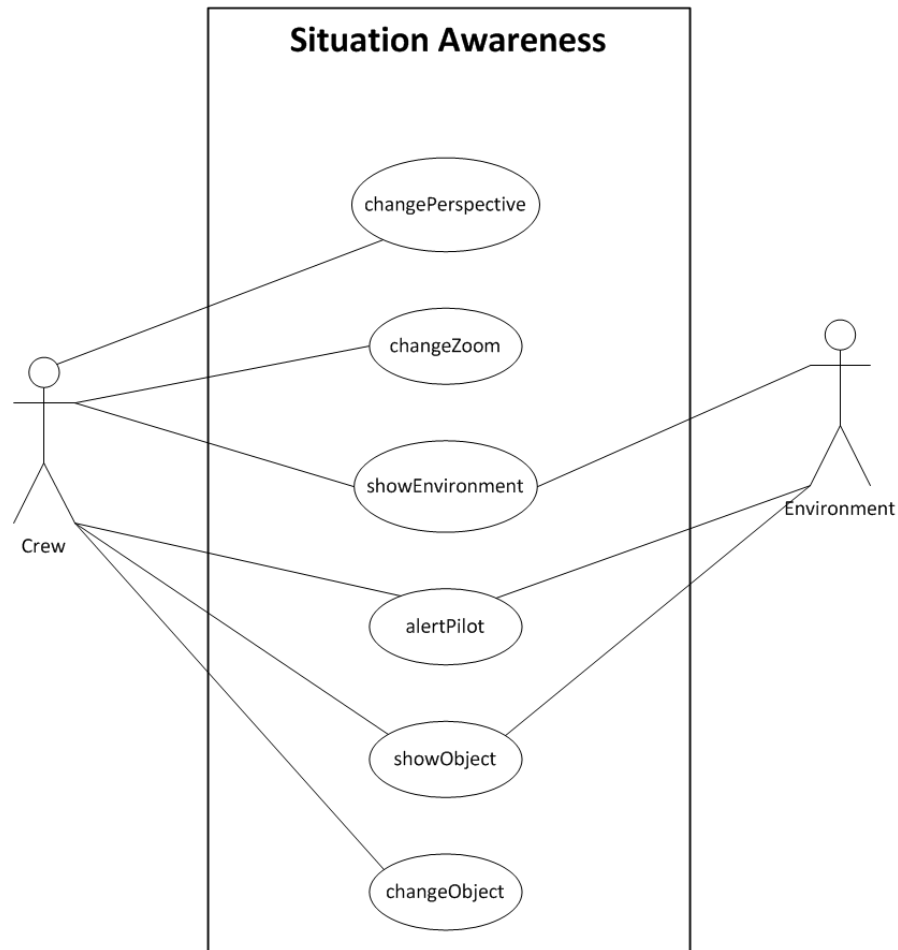 Situation Awareness
changePerspective
changeZoom
showEnvironment
Environment
Crew
alertPilot
showObject
changeObject